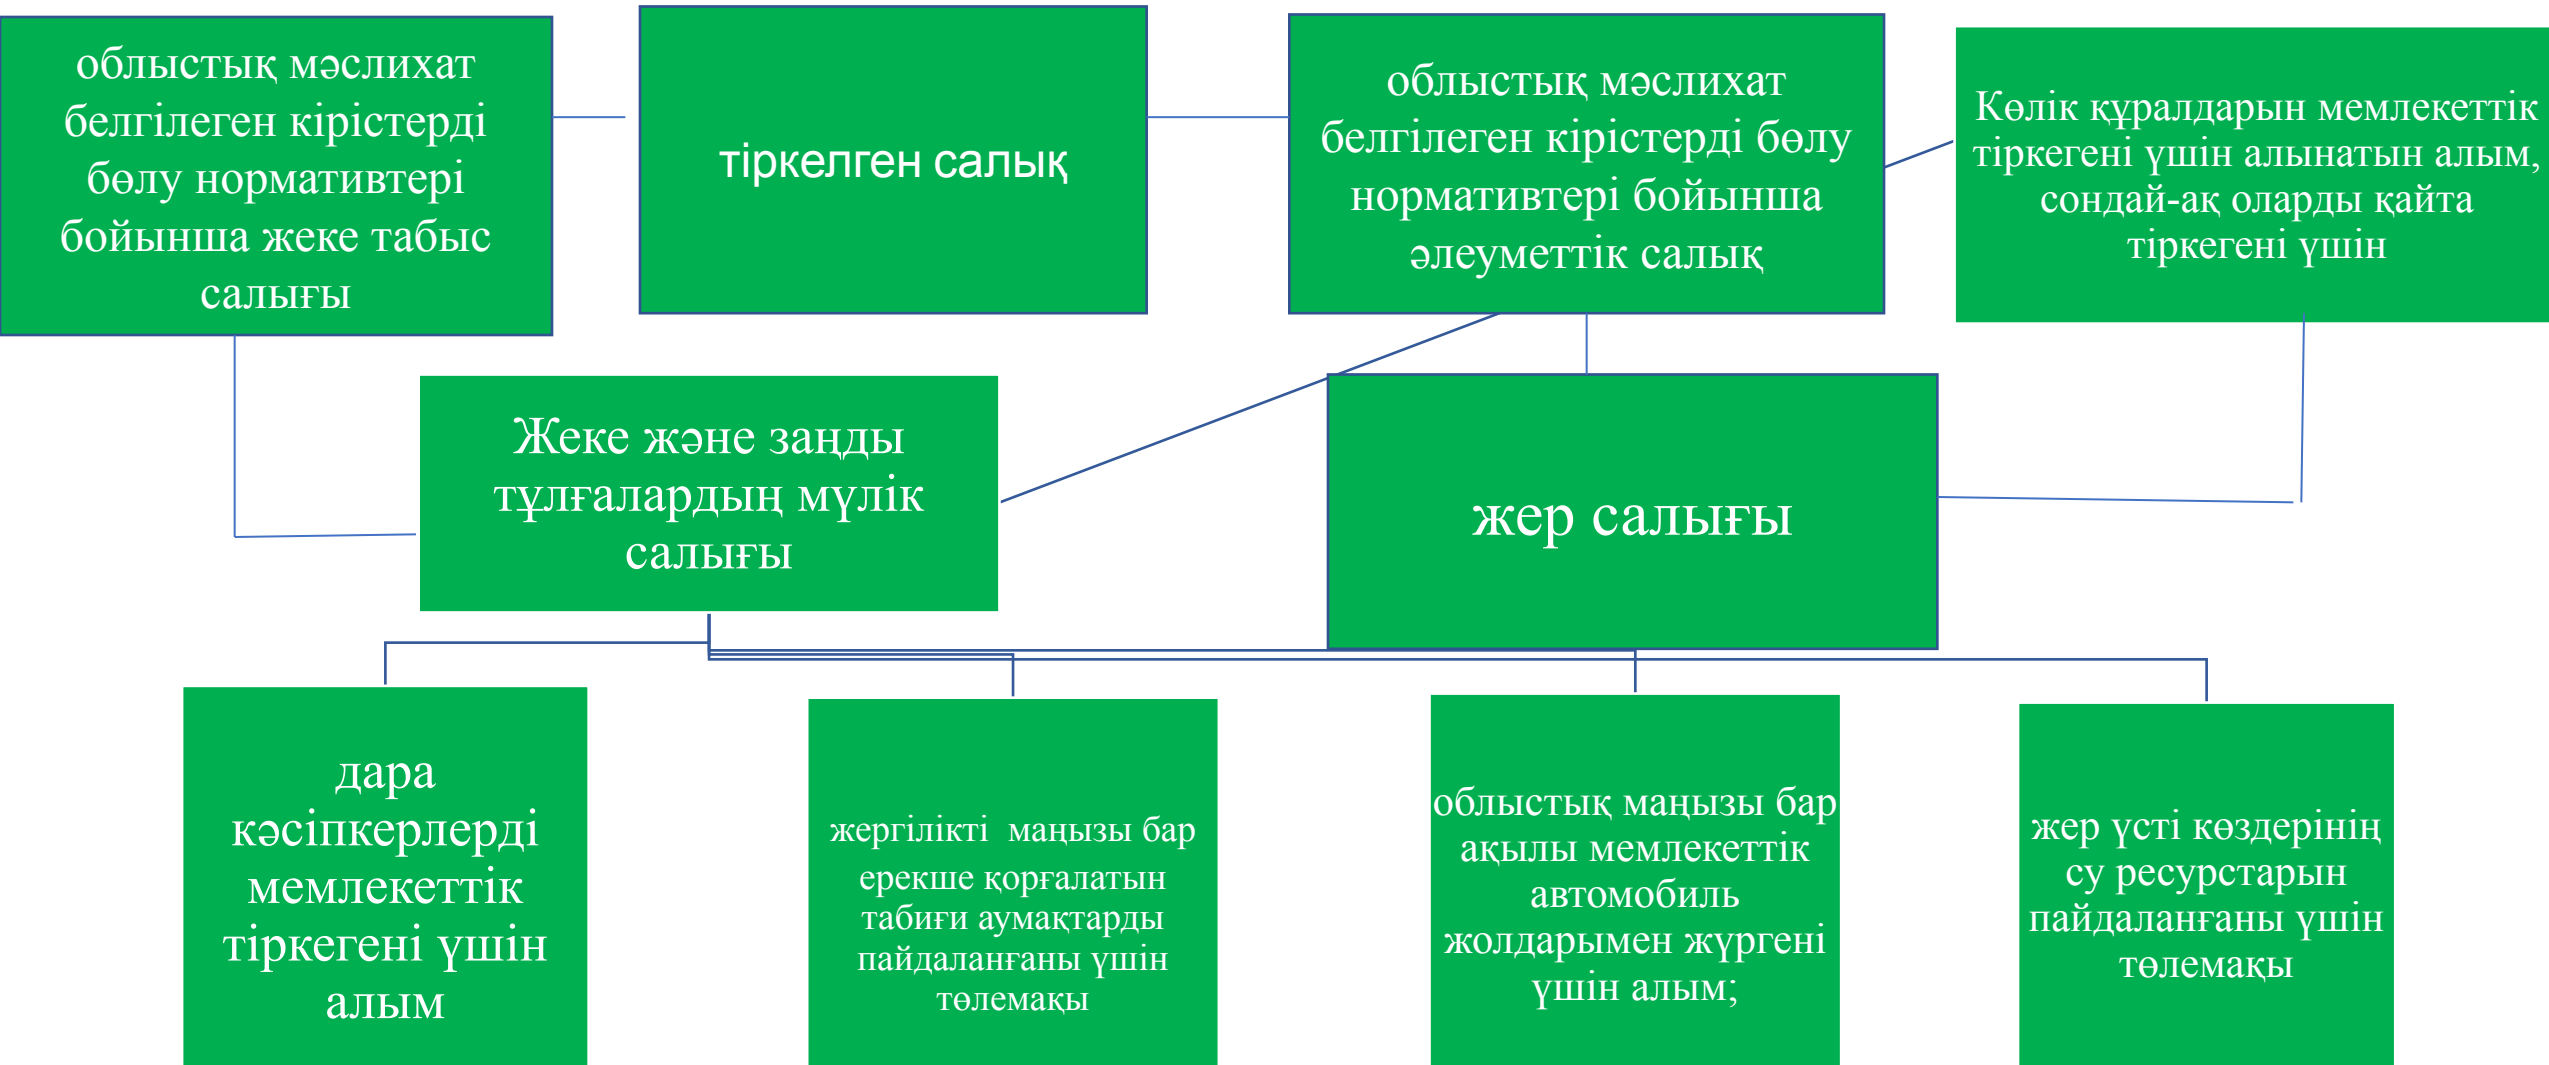 облыстық мәслихат
белгілеген кірістерді
бөлу нормативтері
бойынша жеке табыс
салығы
тіркелген салық
облыстық мәслихат
белгілеген кірістерді бөлу
нормативтері бойынша
әлеуметтік салық
Көлік құралдарын мемлекеттік
тіркегені үшін алынатын алым,
сондай-ақ оларды қайта
тіркегені үшін
Жеке және заңды
тұлғалардың мүлік
салығы
жер салығы
дара
кәсіпкерлерді
мемлекеттік
тіркегені үшін
алым
жергілікті  маңызы бар
ерекше қорғалатын
табиғи аумақтарды
пайдаланғаны үшін
төлемақы
облыстық маңызы бар
ақылы мемлекеттік
автомобиль
жолдарымен жүргені
үшін алым;
жер үсті көздерінің
су ресурстарын
пайдаланғаны үшін
төлемақы